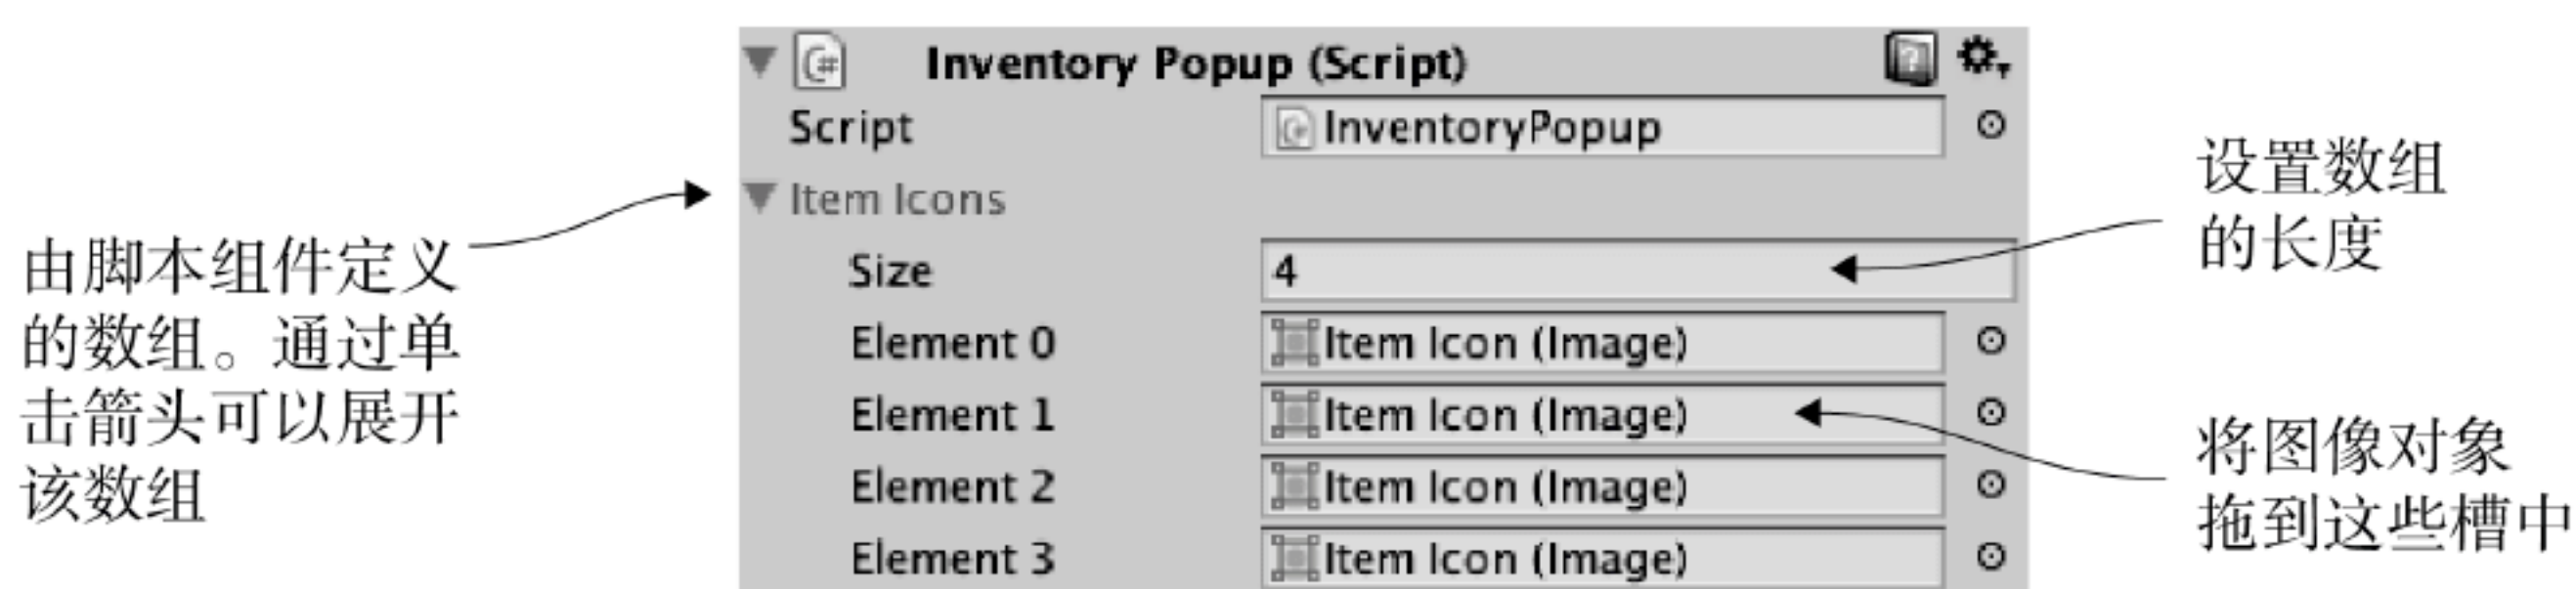 Inventory Popup (Script)
Script
InventoryPopup
Item Icons
Size
4
Element 0
Item Icon (Image)
Element 1
Item Icon (Image)
Element 2
Item Icon (Image)
Element 3
Item Icon (Image)
由脚本组件定义
的数组。通过单
击箭头可以展开
该数组
设置数组
的长度
将图像对象
拖到这些槽中